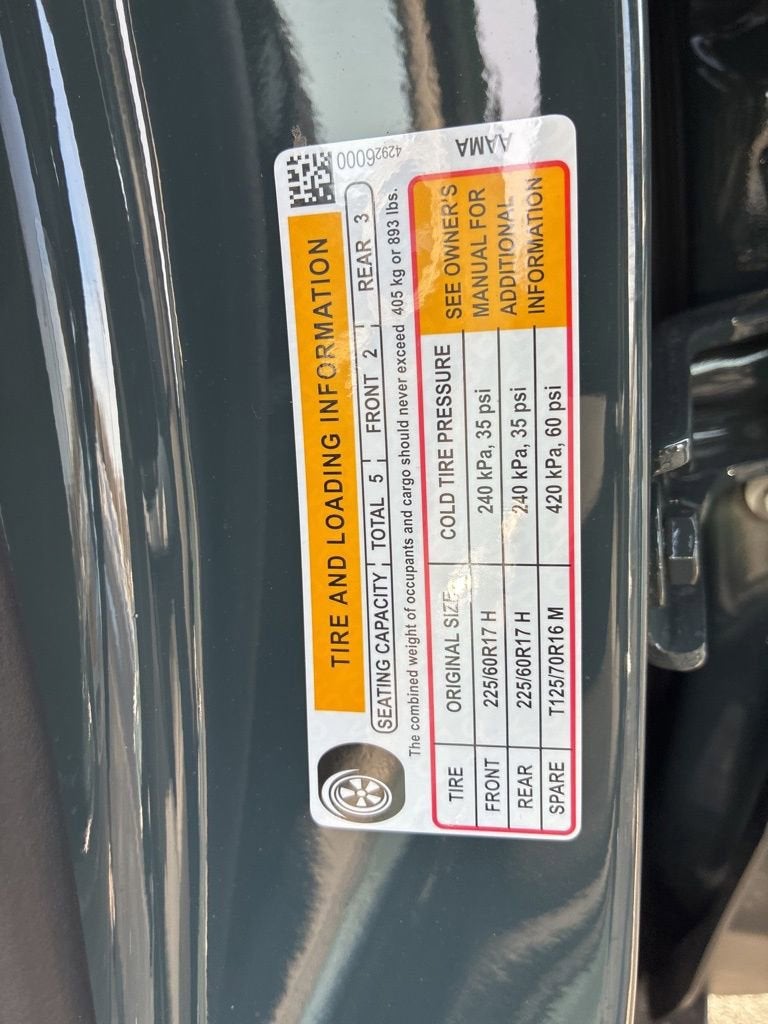 42926000
AAMA
TIRE AND LOADING INFORMATION
SEATING CAPACITY TOTAL 5 FRONT 2 REAR 3
The combined weight of occupants and cargo should never exceed 405 kg or 893 lbs.
TIRE ORIGINAL SIZE COLD TIRE PRESSURE
FRONT 225/60R17 H 240 kPa, 35 psi
REAR 225/60R17 H 240 kPa, 35 psi
SPARE T125/70R16 M 420 kPa, 60 psi
SEE OWNER'S
MANUAL FOR
ADDITIONAL
INFORMATION